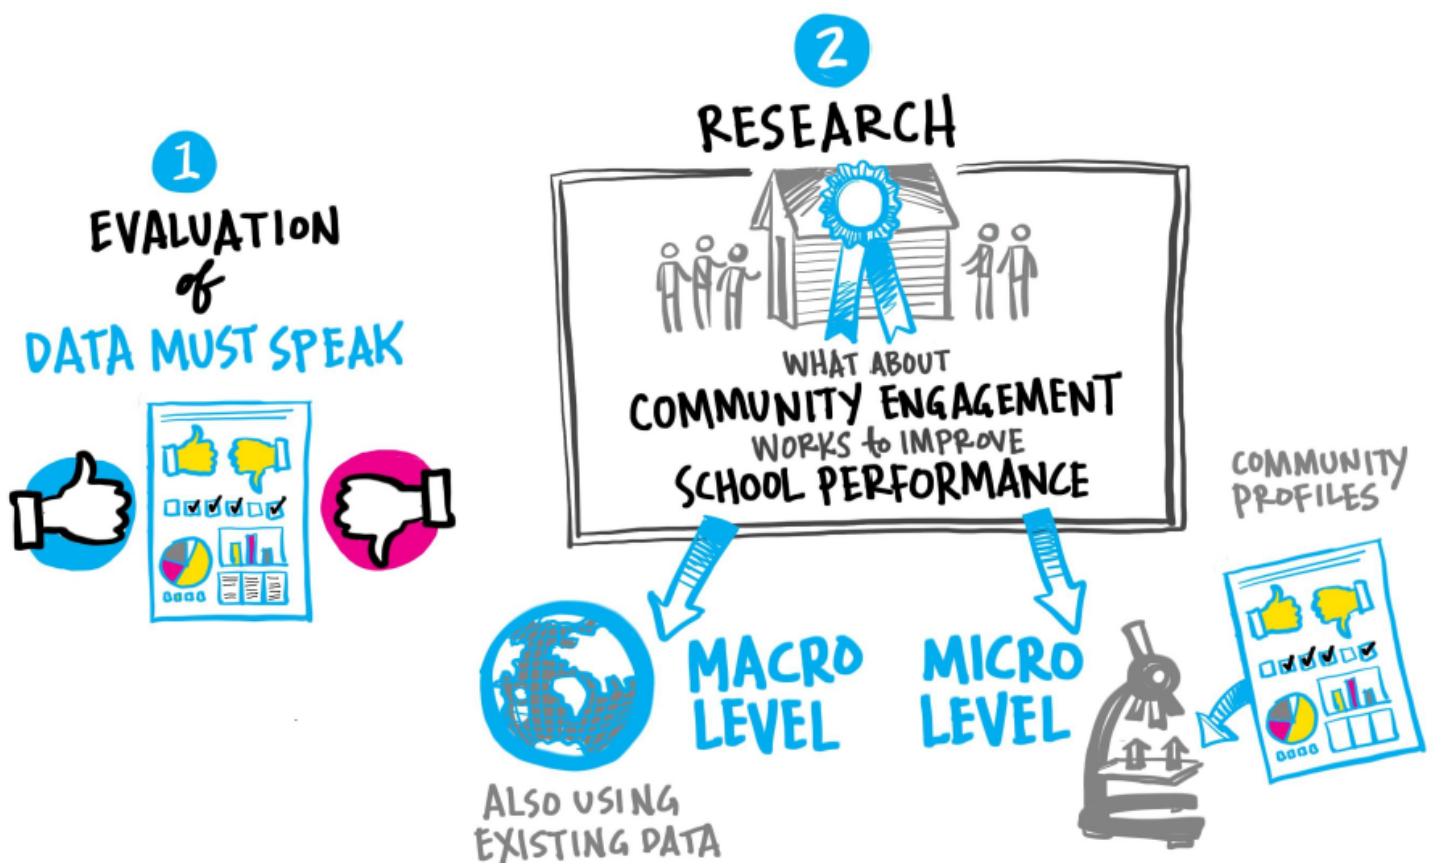 1
EVALUATION
of
DATA MUST SPEAK
2
RESEARCH
WHAT ABOUT
COMMUNITY ENGAGEMENT
WORKS to IMPROVE
SCHOOL PERFORMANCE
MACRO
LEVEL
ALSO USING
EXISTING DATA
MICRO
LEVEL
COMMUNITY
PROFILES